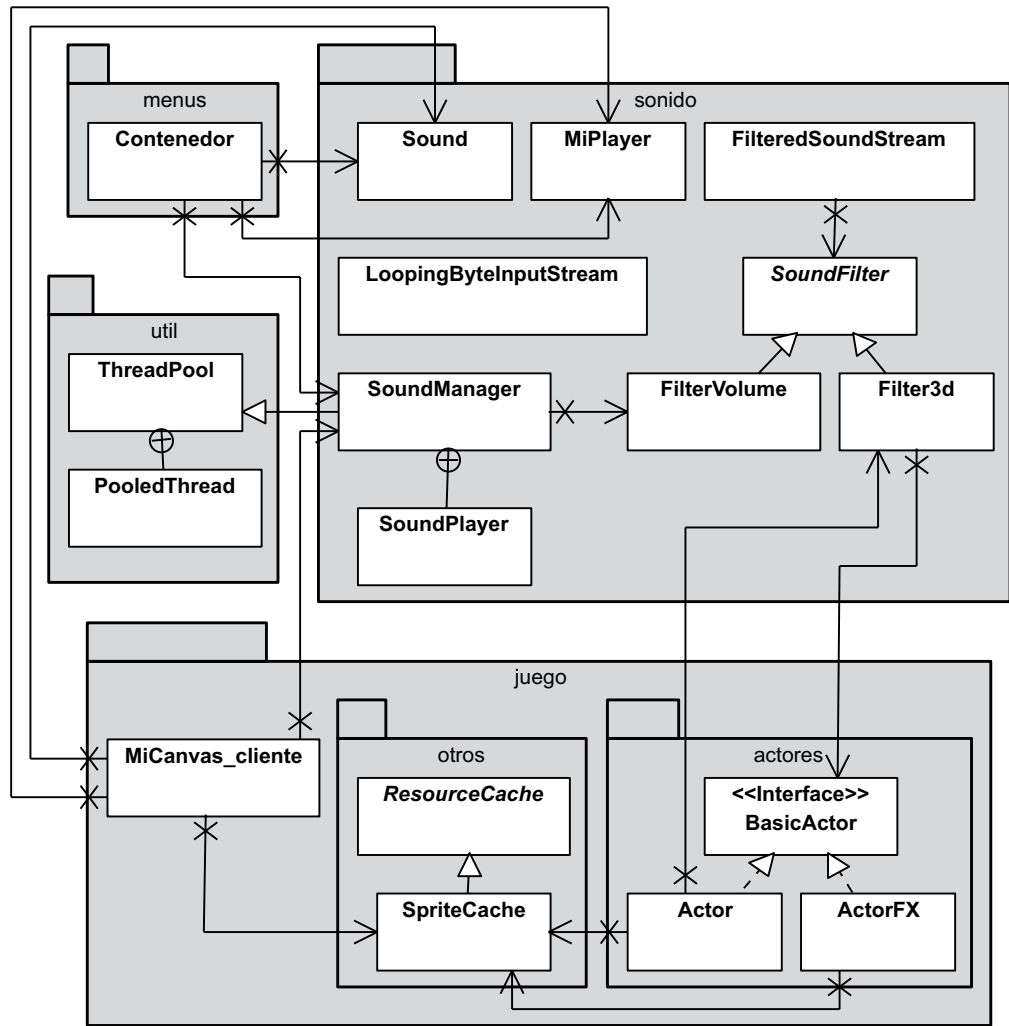 menus
sonido
Contenedor
Sound
MiPlayer
FilteredSoundStream
LoopingByteInputStream
SoundFilter
util
ThreadPool
SoundManager
FilterVolume
Filter3d
PooledThread
SoundPlayer
juego
MiCanvas_cliente
otros
actores
ResourceCache
<<Interface>>
BasicActor
SpriteCache
Actor
ActorFX